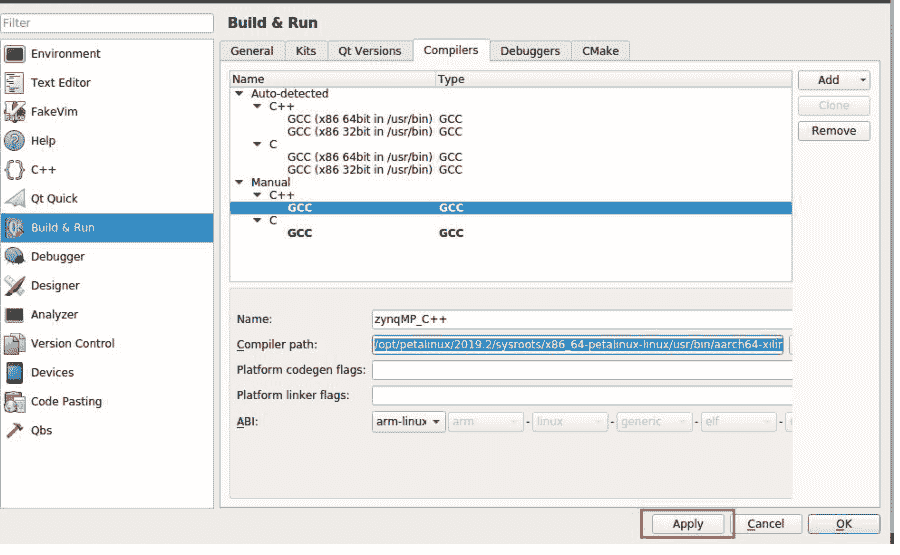 Filter
Build & Run
Environment
Text Editor
FakeVim
Help
C++
Qt Quick
Build & Run
Debugger
Designer
Analyzer
Version Control
Devices
Code Pasting
Qbs
General Kits Qt Versions Compilers Debuggers CMake
Name Type
Auto-detected
C++
GCC (x86 64bit in /usr/bin) GCC
GCC (x86 32bit in /usr/bin) GCC
C
GCC (x86 64bit in /usr/bin) GCC
GCC (x86 32bit in /usr/bin) GCC
Manual
C++
GCC GCC
C
GCC GCC
Add
Clone
Remove
Name: zynqMP_C++
Compiler path: /opt/petalinux/2019.2/sysroots/x86_64-petalinux-linux/usr/bin/aarch64-xilin
Platform codegen flags:
Platform linker flags:
ABI: arm-linux arm - linux - generic - elf -
Apply Cancel OK